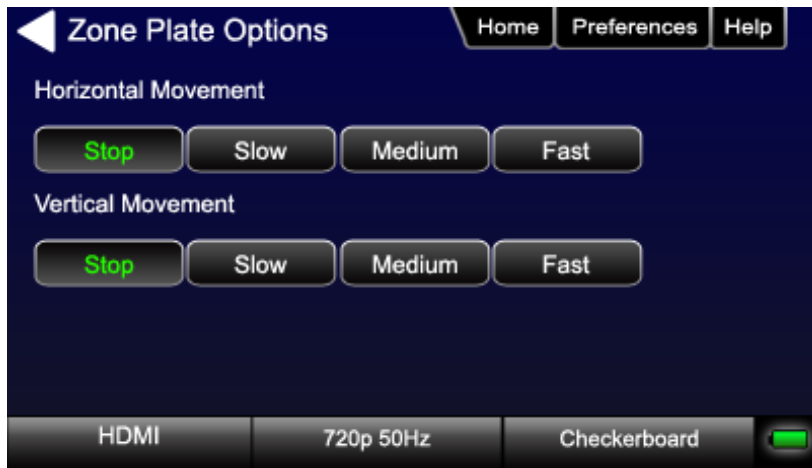 Zone Plate Options Home Preferences Help
Horizontal Movement
Stop Slow Medium Fast
Vertical Movement
Stop Slow Medium Fast
HDMI 720p 50Hz Checkerboard